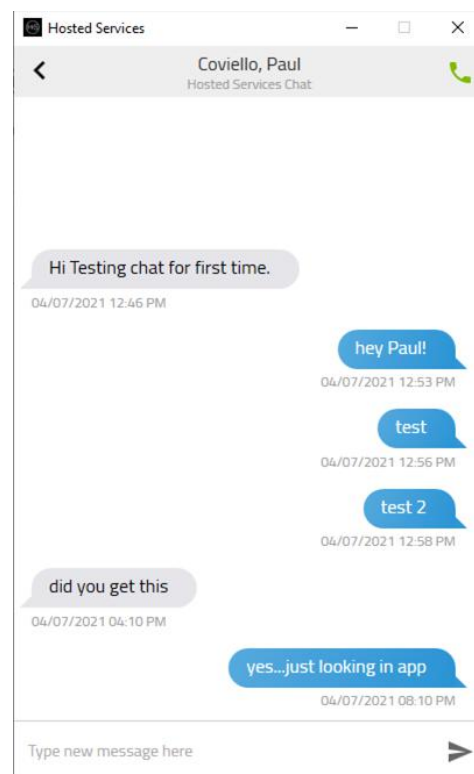 Hosted Services
Coviello, Paul
Hosted Services Chat
Hi Testing chat for first time.
04/07/2021 12:46 PM
hey Paul!
04/07/2021 12:53 PM
test
04/07/2021 12:56 PM
test 2
04/07/2021 12:58 PM
did you get this
04/07/2021 04:10 PM
yes...just looking in app
04/07/2021 08:10 PM
Type new message here